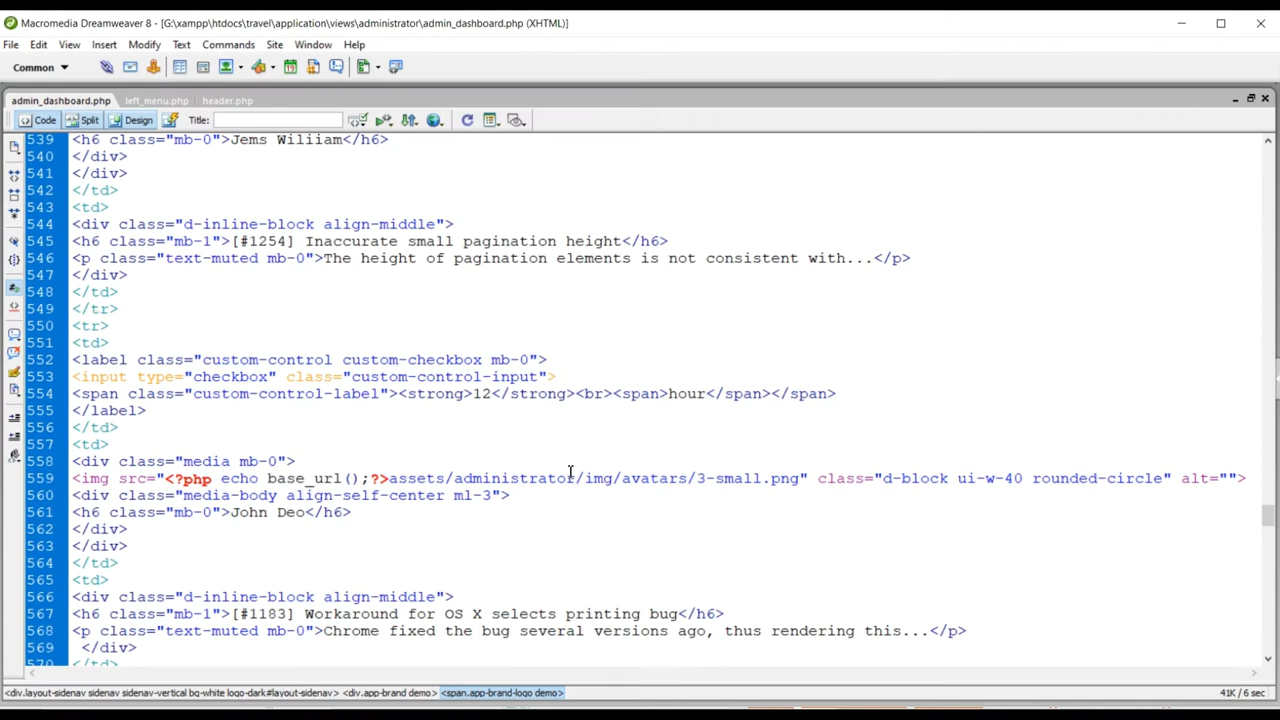 Macromedia Dreamweaver 8 - [G:\xampp\htdocs\travel\application\views\administrator\admin_dashboard.php (XHTML)]
File Edit View Insert Modify Text Commands Site Window Help
Common
admin_dashboard.php left_menu.php header.php
Code Split Design Title:
539 <h6 class="mb-0">Jems Wiliiam</h6>
540 </div>
541 </div>
542 </td>
543 <td>
544 <div class="d-inline-block align-middle">
545 <h6 class="mb-1">[#1254] Inaccurate small pagination height</h6>
546 <p class="text-muted mb-0">The height of pagination elements is not consistent with...</p>
547 </div>
548 </td>
549 </tr>
550 <tr>
551 <td>
552 <label class="custom-control custom-checkbox mb-0">
553 <input type="checkbox" class="custom-control-input">
554 <span class="custom-control-label"><strong>12</strong><br><span>hour</span></span>
555 </label>
556 </td>
557 <td>
558 <div class="media mb-0">
559 <img src="<?php echo base_url();?>assets/administrator/img/avatars/3-small.png" class="d-block ui-w-40 rounded-circle" alt="">
560 <div class="media-body align-self-center ml-3">
561 <h6 class="mb-0">John Deo</h6>
562 </div>
563 </div>
564 </td>
565 <td>
566 <div class="d-inline-block align-middle">
567 <h6 class="mb-1">[#1183] Workaround for OS X selects printing bug</h6>
568 <p class="text-muted mb-0">Chrome fixed the bug several versions ago, thus rendering this...</p>
569 </div>
570 </td>
<div.layout-sidenav sidenav sidenav-vertical bg-white logo-dark#layout-sidenav> <div.app-brand demo> <span.app-brand-logo demo> 41K / 6 sec